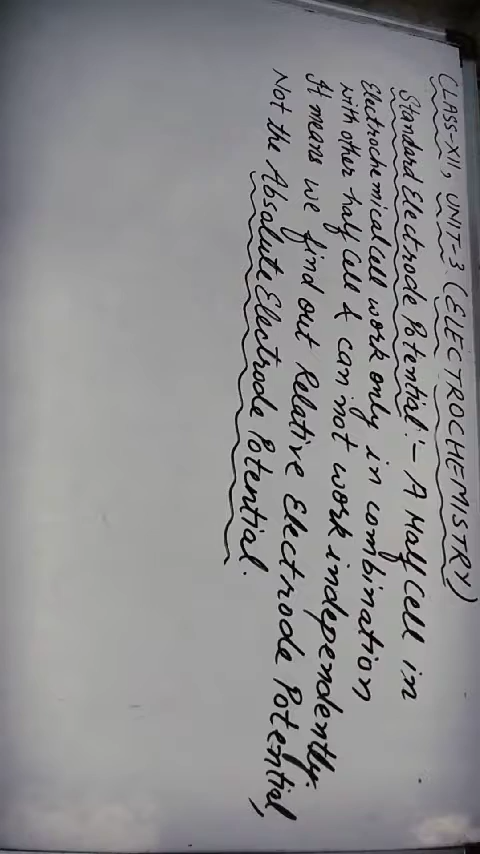 CLASS-XII, UNIT-3 (ELECTROCHEMISTRY)
Standard Electrode Potential:- A Half Cell in
Electrochemical cell work only in combination
with other half cell & can not work independently.
It means we find out Relative Electrode Potential,
Not the Absolute Electrode Potential.